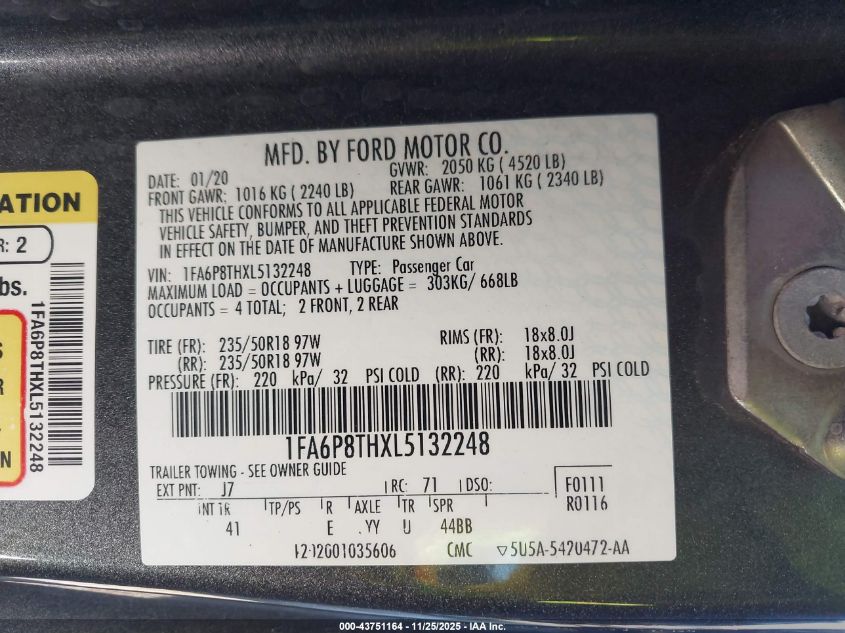 MFD. BY FORD MOTOR CO.
DATE: 01/20 GVWR: 2050 KG ( 4520 LB)
FRONT GAWR: 1016 KG ( 2240 LB) REAR GAWR: 1061 KG ( 2340 LB)
THIS VEHICLE CONFORMS TO ALL APPLICABLE FEDERAL MOTOR
VEHICLE SAFETY, BUMPER, AND THEFT PREVENTION STANDARDS
IN EFFECT ON THE DATE OF MANUFACTURE SHOWN ABOVE.
VIN: 1FA6P8THXL5132248 TYPE: Passenger Car
MAXIMUM LOAD = OCCUPANTS + LUGGAGE = 303KG/ 668LB
OCCUPANTS = 4 TOTAL; 2 FRONT, 2 REAR
TIRE (FR): 235/50R18 97W RIMS (FR): 18x8.0J
(RR): 235/50R18 97W (RR): 18x8.0J
PRESSURE (FR): 220 kPa/ 32 PSI COLD (RR): 220 kPa/ 32 PSI COLD
1FA6P8THXL5132248
TRAILER TOWING - SEE OWNER GUIDE
EXT PNT: J7 RC: 71 DSO: F0111
R0116
INT TR TP/PS R AXLE TR SPR
41 E YY U 44BB
CMC 5U5A-5420472-AA
ATION
R: 2
bs.
1FA6P8THXL5132248
S
R
N
000-43751164 - 11/25/2025 - IAA Inc.